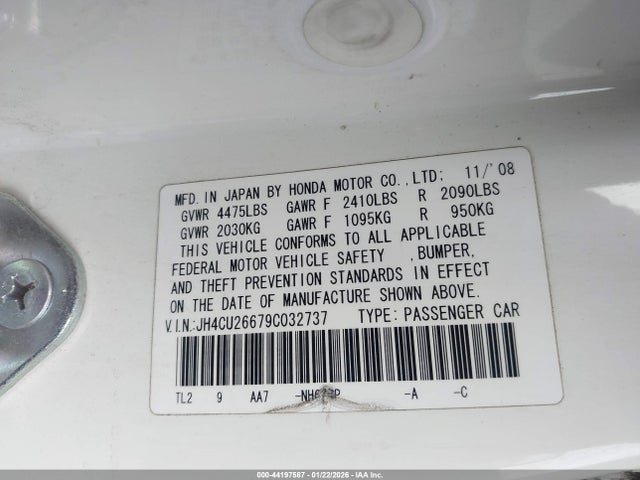 MFD. IN JAPAN BY HONDA MOTOR CO.,LTD: 11/'08
GVWR 4475LBS GAWR F 2410LBS R 2090LBS
GVWR 2030KG GAWR F 1095KG R 950KG
THIS VEHICLE CONFORMS TO ALL APPLICABLE
FEDERAL MOTOR VEHICLE SAFETY ,BUMPER,
AND THEFT PREVENTION STANDARDS IN EFFECT
ON THE DATE OF MANUFACTURE SHOWN ABOVE.
V.I.N.:JH4CU26679C032737 TYPE: PASSENGER CAR
TL2 9 AA7 -A -C
000-44197587 - 01/22/2026 - IAAI.COM